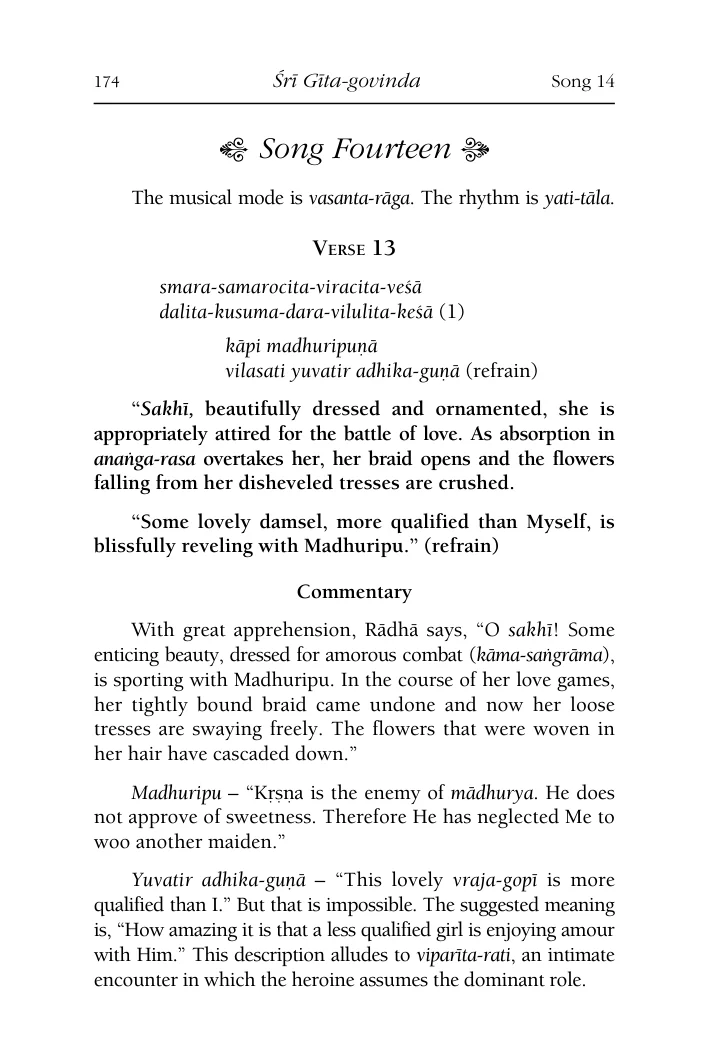 174 Śrī Gīta-govinda Song 14
Song Fourteen
The musical mode is vasanta-rāga. The rhythm is yati-tāla.
VERSE 13
smara-samarocita-viracita-veśā
dalita-kusuma-dara-vilulita-keśā (1)
kāpi madhuripuṇā
vilasati yuvatir adhika-guṇā (refrain)
“Sakhī, beautifully dressed and ornamented, she is
appropriately attired for the battle of love. As absorption in
anaṅga-rasa overtakes her, her braid opens and the flowers
falling from her disheveled tresses are crushed.
“Some lovely damsel, more qualified than Myself, is
blissfully reveling with Madhuripu.” (refrain)
Commentary
With great apprehension, Rādhā says, “O sakhī! Some
enticing beauty, dressed for amorous combat (kāma-saṅgrāma),
is sporting with Madhuripu. In the course of her love games,
her tightly bound braid came undone and now her loose
tresses are swaying freely. The flowers that were woven in
her hair have cascaded down.”
Madhuripu – “Kṛṣṇa is the enemy of mādhurya. He does
not approve of sweetness. Therefore He has neglected Me to
woo another maiden.”
Yuvatir adhika-guṇā – “This lovely vraja-gopī is more
qualified than I.” But that is impossible. The suggested meaning
is, “How amazing it is that a less qualified girl is enjoying amour
with Him.” This description alludes to viparīta-rati, an intimate
encounter in which the heroine assumes the dominant role.